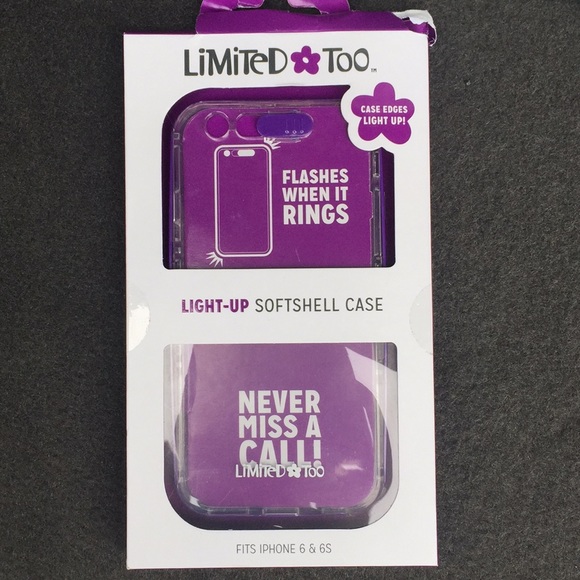 LiMiTeD TOO™
CASE EDGES
LIGHT UP!
FLASHES
WHEN IT
RINGS
LIGHT-UP SOFTSHELL CASE
NEVER
MISS A
CALL!
LiMiTeD TOO
FITS IPHONE 6 & 6S